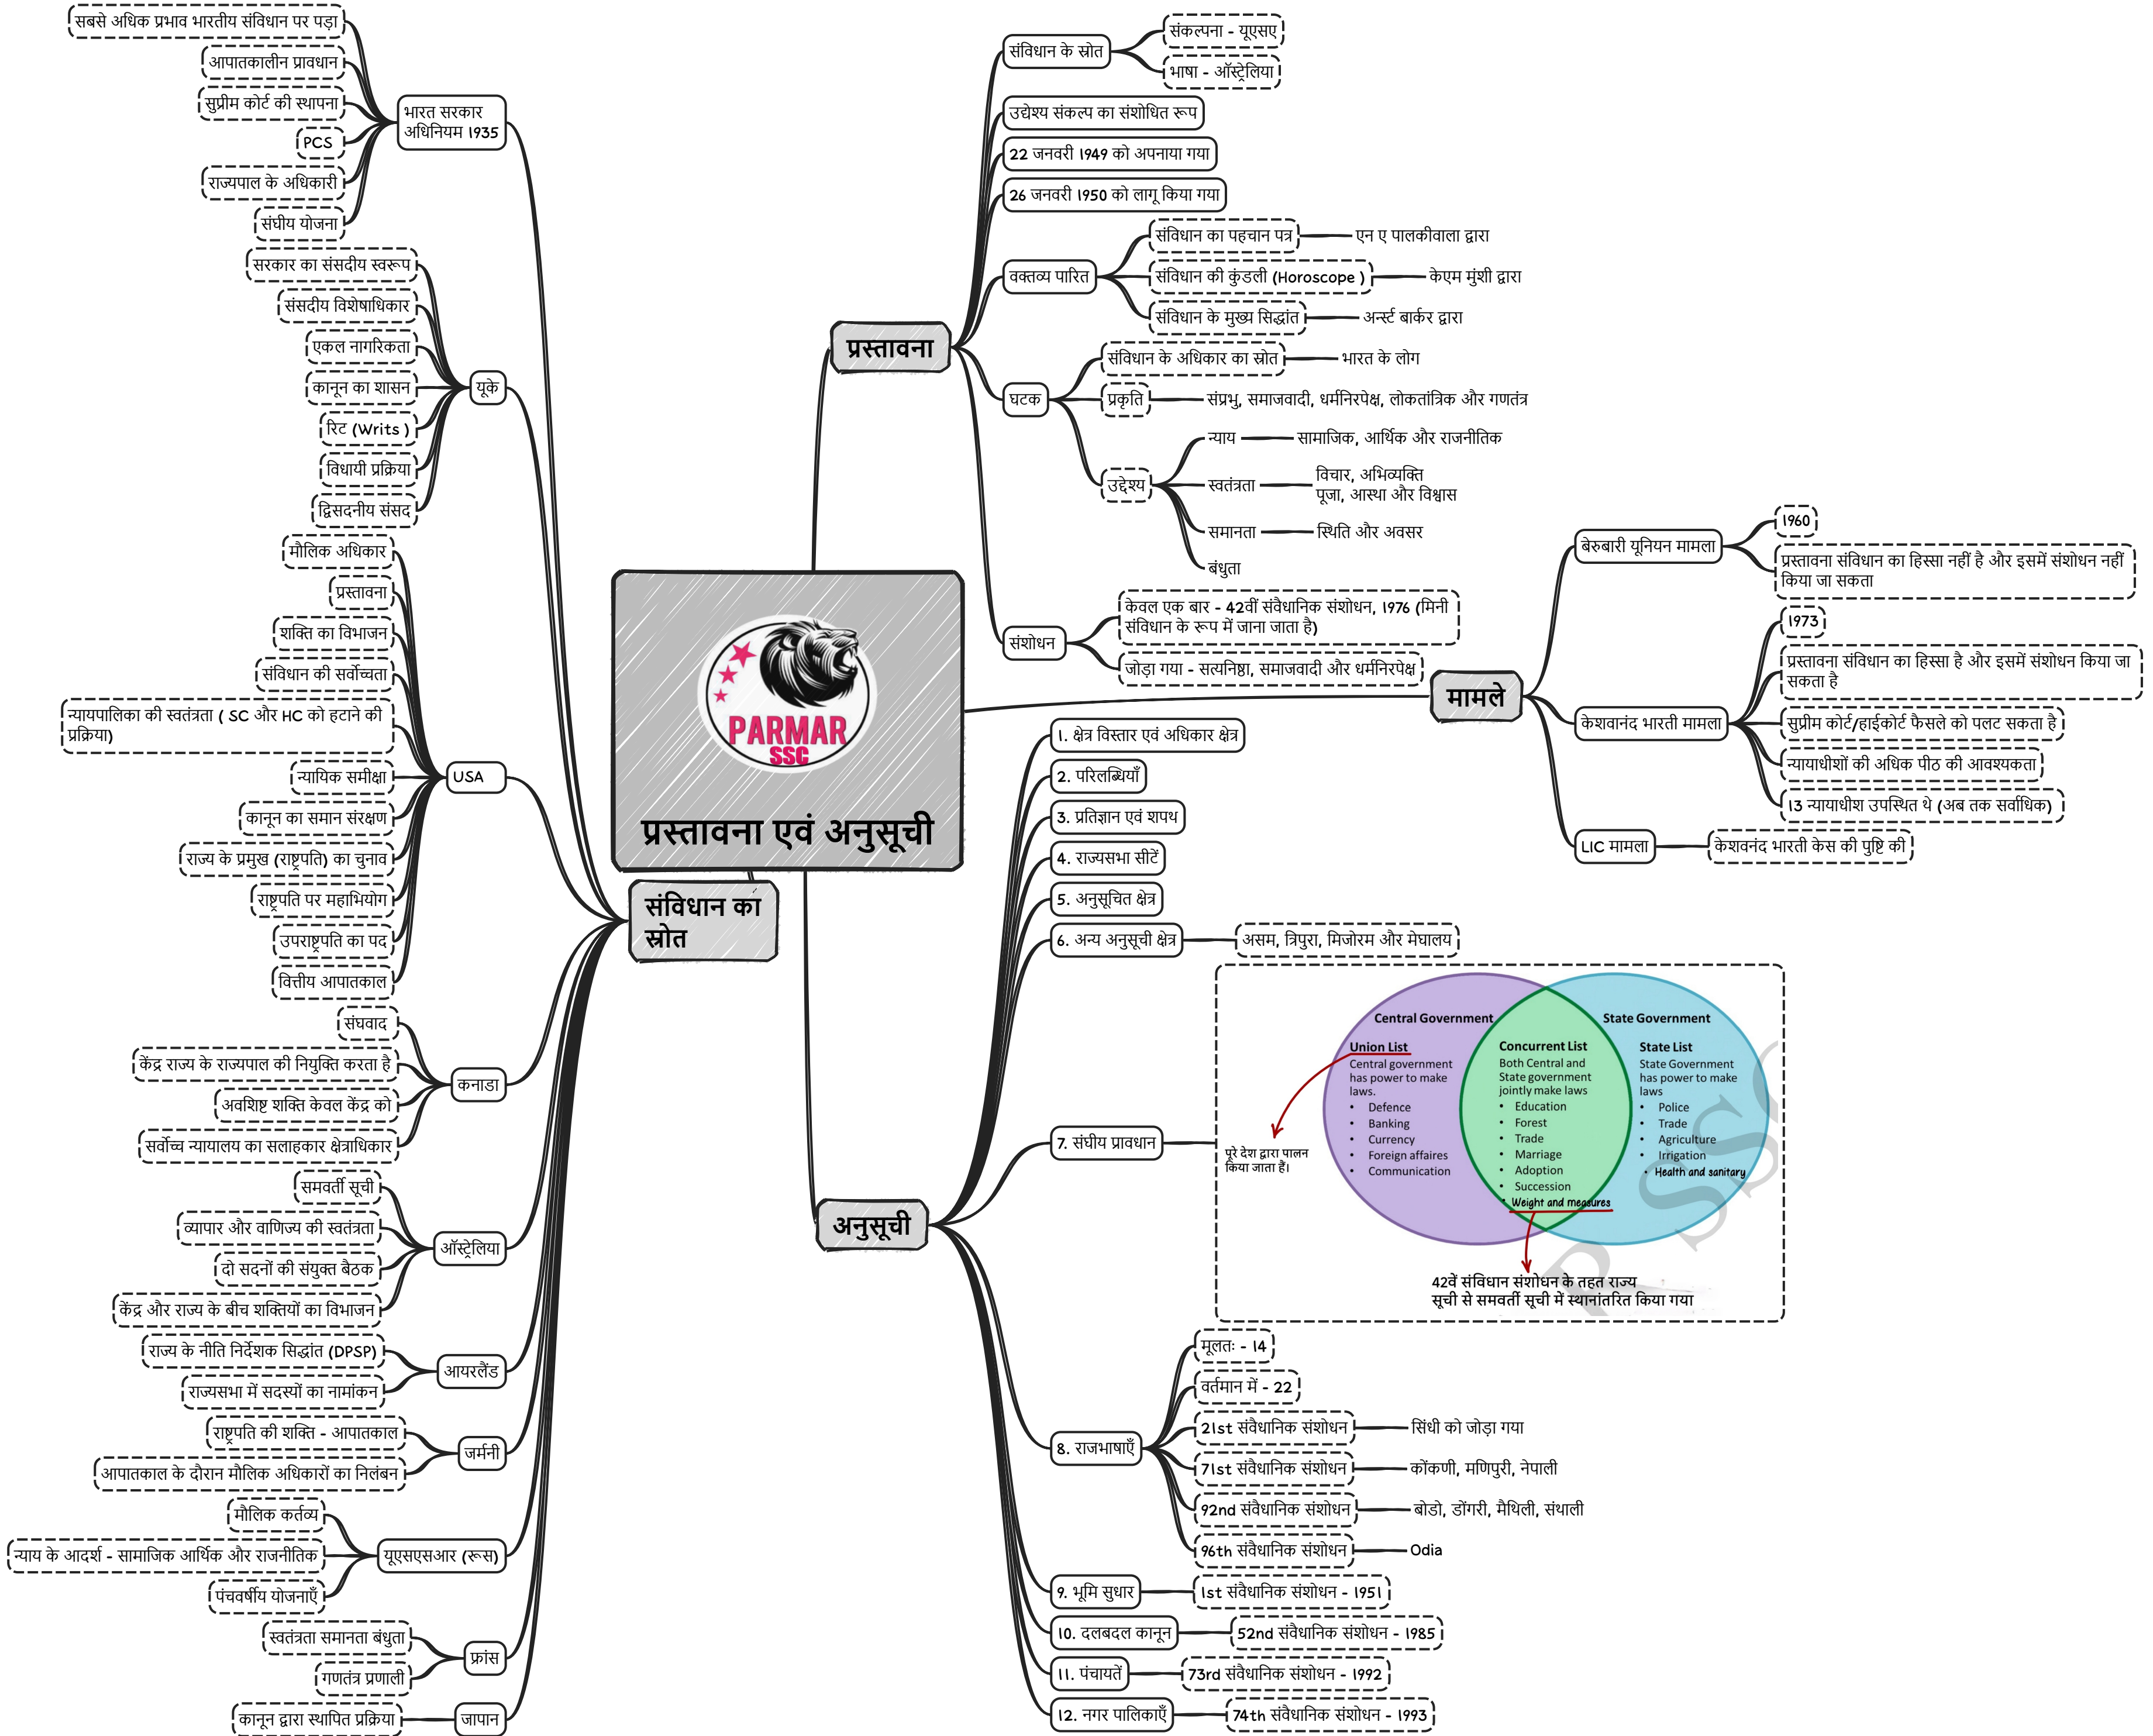 PARMAR
SSC
प्रस्तावना एवं अनुसूची
प्रस्तावना
संविधान के स्रोत
संकल्पना - यूएसए
भाषा - ऑस्ट्रेलिया
उद्येश्य संकल्प का संशोधित रूप
22 जनवरी 1949 को अपनाया गया
26 जनवरी 1950 को लागू किया गया
वक्तव्य पारित
संविधान का पहचान पत्र
एन ए पालकीवाला द्वारा
संविधान की कुंडली (Horoscope )
केएम मुंशी द्वारा
संविधान के मुख्य सिद्धांत
अर्न्स्ट बार्कर द्वारा
घटक
संविधान के अधिकार का स्रोत
भारत के लोग
प्रकृति
संप्रभु, समाजवादी, धर्मनिरपेक्ष, लोकतांत्रिक और गणतंत्र
उद्देश्य
न्याय
सामाजिक, आर्थिक और राजनीतिक
स्वतंत्रता
विचार, अभिव्यक्ति
पूजा, आस्था और विश्वास
समानता
स्थिति और अवसर
बंधुता
संशोधन
केवल एक बार - 42वीं संवैधानिक संशोधन, 1976 (मिनी
संविधान के रूप में जाना जाता है)
जोड़ा गया - सत्यनिष्ठा, समाजवादी और धर्मनिरपेक्ष
मामले
बेरुबारी यूनियन मामला
1960
प्रस्तावना संविधान का हिस्सा नहीं है और इसमें संशोधन नहीं
किया जा सकता
केशवानंद भारती मामला
1973
प्रस्तावना संविधान का हिस्सा है और इसमें संशोधन किया जा
सकता है
सुप्रीम कोर्ट/हाईकोर्ट फैसले को पलट सकता है
न्यायाधीशों की अधिक पीठ की आवश्यकता
13 न्यायाधीश उपस्थित थे (अब तक सर्वाधिक)
LIC मामला
केशवनंद भारती केस की पुष्टि की
अनुसूची
1. क्षेत्र विस्तार एवं अधिकार क्षेत्र
2. परिलब्धियाँ
3. प्रतिज्ञान एवं शपथ
4. राज्यसभा सीटें
5. अनुसूचित क्षेत्र
6. अन्य अनुसूची क्षेत्र
असम, त्रिपुरा, मिजोरम और मेघालय
7. संघीय प्रावधान
Central Government
Union List
Central government
has power to make
laws.
• Defence
• Banking
• Currency
• Foreign affaires
• Communication
पूरे देश द्वारा पालन
किया जाता हैं।
Concurrent List
Both Central and
State government
jointly make laws
• Education
• Forest
• Trade
• Marriage
• Adoption
• Succession
• Weight and measures
State Government
State List
State Government
has power to make
laws
• Police
• Trade
• Agriculture
• Irrigation
• Health and sanitary
42वें संविधान संशोधन के तहत राज्य
सूची से समवर्ती सूची में स्थानांतरित किया गया
R SSC
8. राजभाषाएँ
मूलतः - 14
वर्तमान में - 22
21st संवैधानिक संशोधन
सिंधी को जोड़ा गया
71st संवैधानिक संशोधन
कोंकणी, मणिपुरी, नेपाली
92nd संवैधानिक संशोधन
बोडो, डोंगरी, मैथिली, संथाली
96th संवैधानिक संशोधन
Odia
9. भूमि सुधार
1st संवैधानिक संशोधन - 1951
10. दलबदल कानून
52nd संवैधानिक संशोधन - 1985
11. पंचायतें
73rd संवैधानिक संशोधन - 1992
12. नगर पालिकाएँ
74th संवैधानिक संशोधन - 1993
संविधान का
स्रोत
भारत सरकार
अधिनियम 1935
सबसे अधिक प्रभाव भारतीय संविधान पर पड़ा
आपातकालीन प्रावधान
सुप्रीम कोर्ट की स्थापना
PCS
राज्यपाल के अधिकारी
संघीय योजना
यूके
सरकार का संसदीय स्वरूप
संसदीय विशेषाधिकार
एकल नागरिकता
कानून का शासन
रिट (Writs )
विधायी प्रक्रिया
द्विसदनीय संसद
USA
मौलिक अधिकार
प्रस्तावना
शक्ति का विभाजन
संविधान की सर्वोच्चता
न्यायपालिका की स्वतंत्रता ( SC और HC को हटाने की
प्रक्रिया)
न्यायिक समीक्षा
कानून का समान संरक्षण
राज्य के प्रमुख (राष्ट्रपति) का चुनाव
राष्ट्रपति पर महाभियोग
उपराष्ट्रपति का पद
वित्तीय आपातकाल
कनाडा
संघवाद
केंद्र राज्य के राज्यपाल की नियुक्ति करता है
अवशिष्ट शक्ति केवल केंद्र को
सर्वोच्च न्यायालय का सलाहकार क्षेत्राधिकार
ऑस्ट्रेलिया
समवर्ती सूची
व्यापार और वाणिज्य की स्वतंत्रता
दो सदनों की संयुक्त बैठक
केंद्र और राज्य के बीच शक्तियों का विभाजन
आयरलैंड
राज्य के नीति निर्देशक सिद्धांत (DPSP)
राज्यसभा में सदस्यों का नामांकन
जर्मनी
राष्ट्रपति की शक्ति - आपातकाल
आपातकाल के दौरान मौलिक अधिकारों का निलंबन
यूएसएसआर (रूस)
मौलिक कर्तव्य
न्याय के आदर्श - सामाजिक आर्थिक और राजनीतिक
पंचवर्षीय योजनाएँ
फ्रांस
स्वतंत्रता समानता बंधुता
गणतंत्र प्रणाली
जापान
कानून द्वारा स्थापित प्रक्रिया